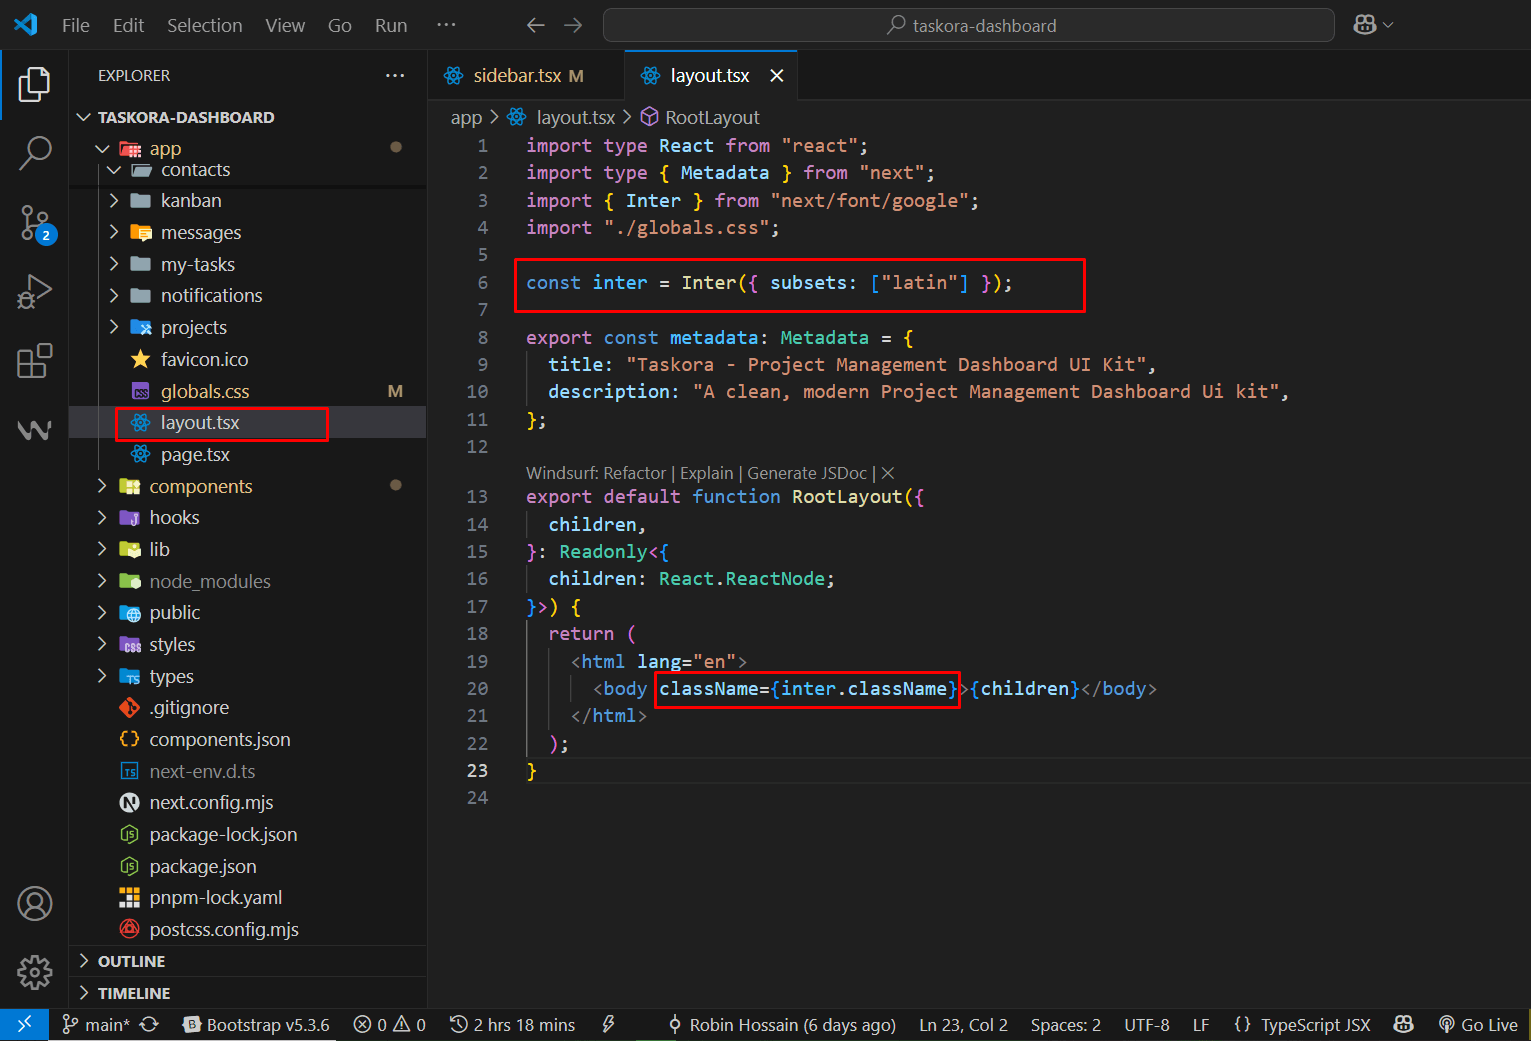 File Edit Selection View Go Run ··· taskora-dashboard
EXPLORER ···
TASKORA-DASHBOARD
app
contacts
kanban
messages
my-tasks
notifications
projects
favicon.ico
globals.css M
layout.tsx
page.tsx
components
hooks
lib
node_modules
public
styles
types
.gitignore
components.json
next-env.d.ts
next.config.mjs
package-lock.json
package.json
pnpm-lock.yaml
postcss.config.mjs
OUTLINE
TIMELINE
2
sidebar.tsx M layout.tsx
app > layout.tsx > RootLayout
1 import type React from "react";
2 import type { Metadata } from "next";
3 import { Inter } from "next/font/google";
4 import "./globals.css";
5
6 const inter = Inter({ subsets: ["latin"] });
7
8 export const metadata: Metadata = {
9 title: "Taskora - Project Management Dashboard UI Kit",
10 description: "A clean, modern Project Management Dashboard Ui kit",
11 };
12
Windsurf: Refactor | Explain | Generate JSDoc | ×
13 export default function RootLayout({
14 children,
15 }: Readonly<{
16 children: React.ReactNode;
17 }>) {
18 return (
19 <html lang="en">
20 <body className={inter.className}>{children}</body>
21 </html>
22 );
23 }
24
main* Bootstrap v5.3.6 0 0 2 hrs 18 mins Robin Hossain (6 days ago) Ln 23, Col 2 Spaces: 2 UTF-8 LF {} TypeScript JSX Go Live